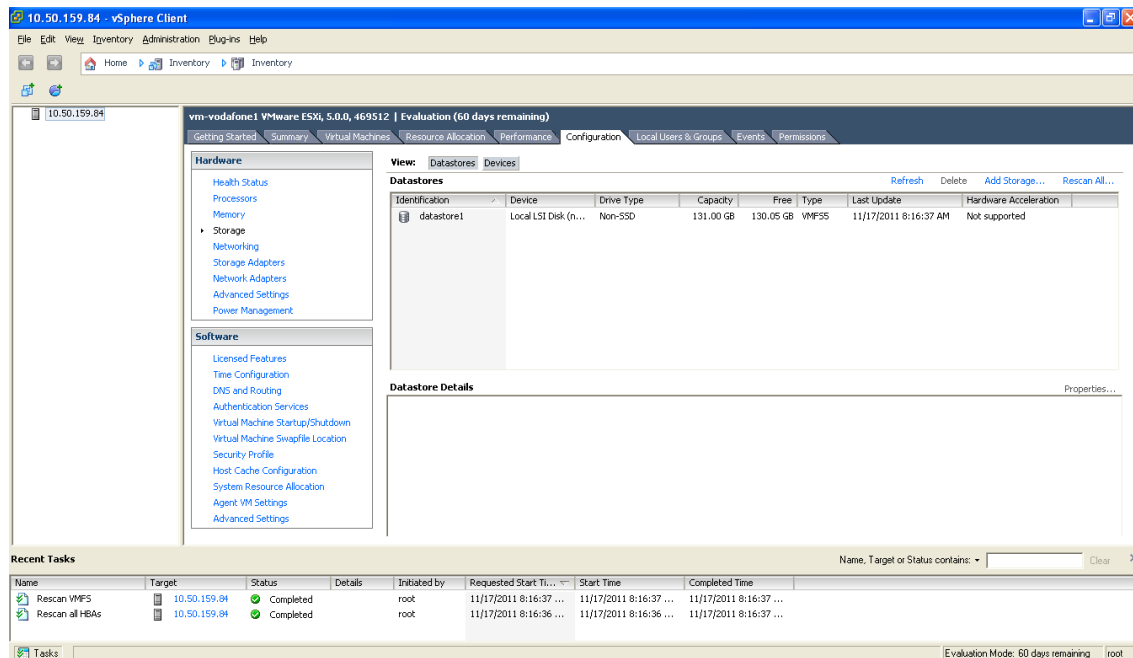 10.50.159.84 - vSphere Client
File Edit View Inventory Administration Plug-ins Help
Home Inventory Inventory
10.50.159.84
vm-vodafone1 VMware ESXi, 5.0.0, 469512 | Evaluation (60 days remaining)
Getting Started Summary Virtual Machines Resource Allocation Performance Configuration Local Users & Groups Events Permissions
Hardware
Health Status
Processors
Memory
Storage
Networking
Storage Adapters
Network Adapters
Advanced Settings
Power Management
Software
Licensed Features
Time Configuration
DNS and Routing
Authentication Services
Virtual Machine Startup/Shutdown
Virtual Machine Swapfile Location
Security Profile
Host Cache Configuration
System Resource Allocation
Agent VM Settings
Advanced Settings
View: Datastores Devices
Datastores Refresh Delete Add Storage... Rescan All...
Identification Device Drive Type Capacity Free Type Last Update Hardware Acceleration
datastore1 Local LSI Disk (n... Non-SSD 131.00 GB 130.05 GB VMFS5 11/17/2011 8:16:37 AM Not supported
Datastore Details Properties...
Recent Tasks Name, Target or Status contains: Clear
Name Target Status Details Initiated by Requested Start Ti... Start Time Completed Time
Rescan VMFS 10.50.159.84 Completed root 11/17/2011 8:16:37 ... 11/17/2011 8:16:37 ... 11/17/2011 8:16:37 ...
Rescan all HBAs 10.50.159.84 Completed root 11/17/2011 8:16:36 ... 11/17/2011 8:16:36 ... 11/17/2011 8:16:37 ...
Tasks Evaluation Mode: 60 days remaining root